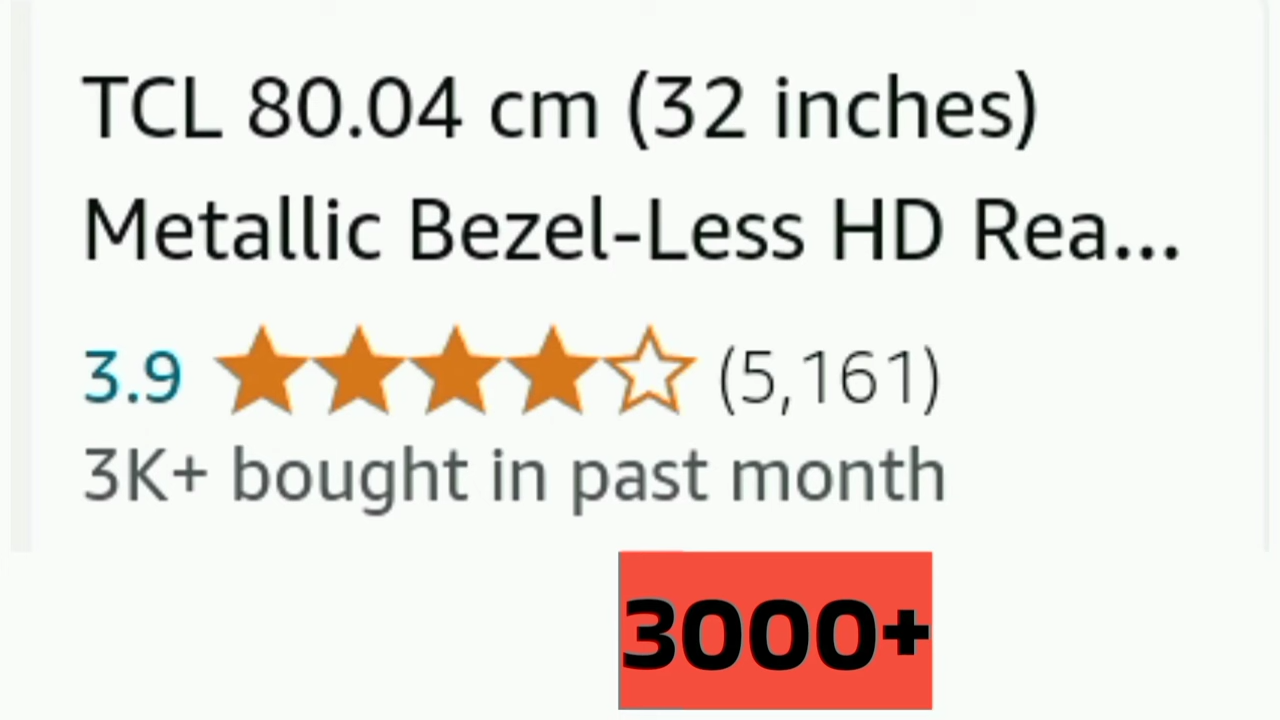 TCL 80.04 cm (32 inches)
Metallic Bezel-Less HD Rea...
3.9 (5,161)
3K+ bought in past month
3000+